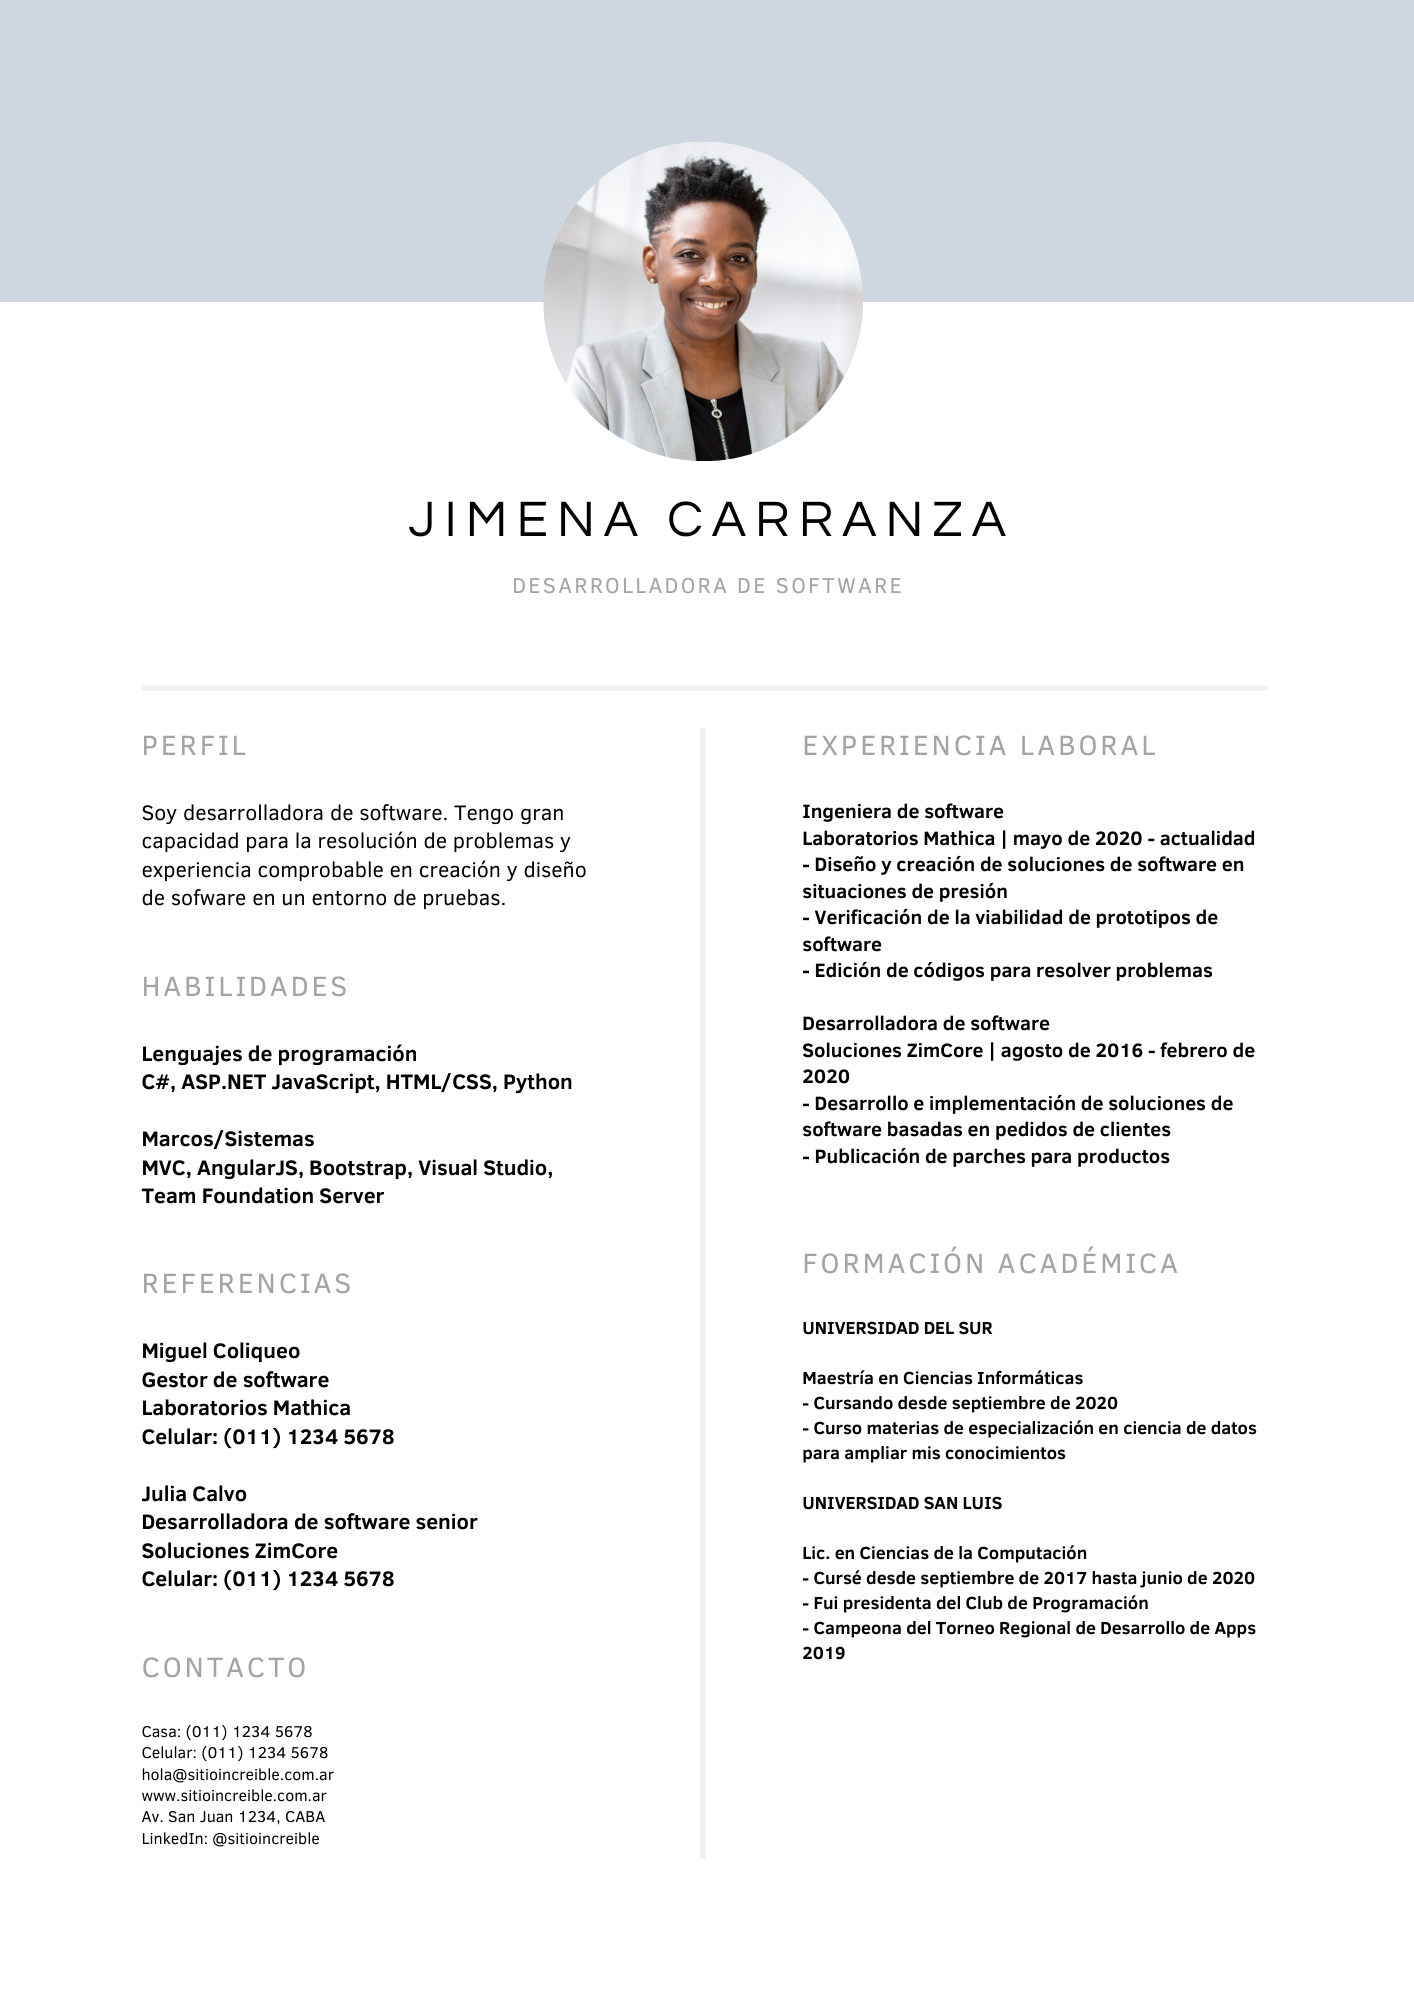 JIMENA CARRANZA
DESARROLLADORA DE SOFTWARE
PERFIL
Soy desarrolladora de software. Tengo gran
capacidad para la resolución de problemas y
experiencia comprobable en creación y diseño
de sofware en un entorno de pruebas.
HABILIDADES
Lenguajes de programación
C#, ASP.NET JavaScript, HTML/CSS, Python
Marcos/Sistemas
MVC, AngularJS, Bootstrap, Visual Studio,
Team Foundation Server
REFERENCIAS
Miguel Coliqueo
Gestor de software
Laboratorios Mathica
Celular: (011) 1234 5678
Julia Calvo
Desarrolladora de software senior
Soluciones ZimCore
Celular: (011) 1234 5678
CONTACTO
Casa: (011) 1234 5678
Celular: (011) 1234 5678
hola@sitioincreible.com.ar
www.sitioincreible.com.ar
Av. San Juan 1234, CABA
LinkedIn: @sitioincreible
EXPERIENCIA LABORAL
Ingeniera de software
Laboratorios Mathica | mayo de 2020 - actualidad
- Diseño y creación de soluciones de software en
situaciones de presión
- Verificación de la viabilidad de prototipos de
software
- Edición de códigos para resolver problemas
Desarrolladora de software
Soluciones ZimCore | agosto de 2016 - febrero de
2020
- Desarrollo e implementación de soluciones de
software basadas en pedidos de clientes
- Publicación de parches para productos
FORMACIÓN ACADÉMICA
UNIVERSIDAD DEL SUR
Maestría en Ciencias Informáticas
- Cursando desde septiembre de 2020
- Curso materias de especialización en ciencia de datos
para ampliar mis conocimientos
UNIVERSIDAD SAN LUIS
Lic. en Ciencias de la Computación
- Cursé desde septiembre de 2017 hasta junio de 2020
- Fui presidenta del Club de Programación
- Campeona del Torneo Regional de Desarrollo de Apps
2019